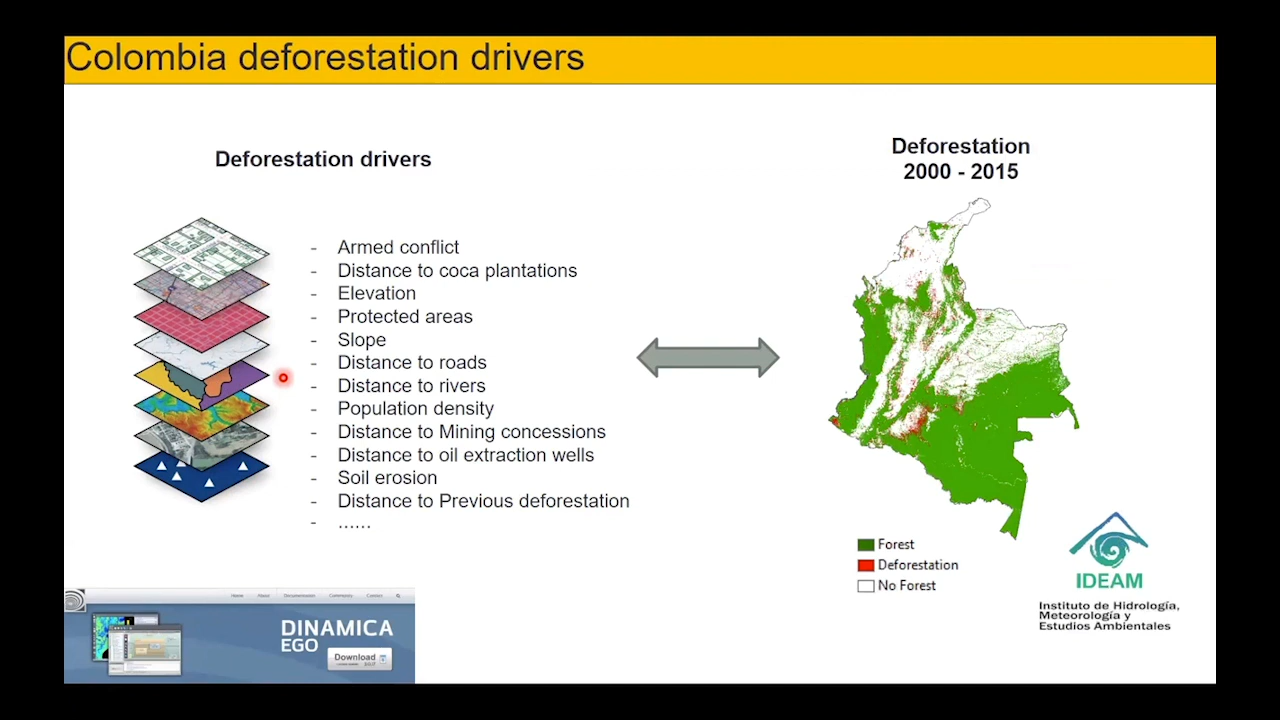 Colombia deforestation drivers
Deforestation drivers
- Armed conflict
- Distance to coca plantations
- Elevation
- Protected areas
- Slope
- Distance to roads
- Distance to rivers
- Population density
- Distance to Mining concessions
- Distance to oil extraction wells
- Soil erosion
- Distance to Previous deforestation
- ......
Deforestation
2000 - 2015
Forest
Deforestation
No Forest
IDEAM
Instituto de Hidrología,
Meteorología y
Estudios Ambientales
Home About Documentation Community Contact
DINAMICA
EGO
Download